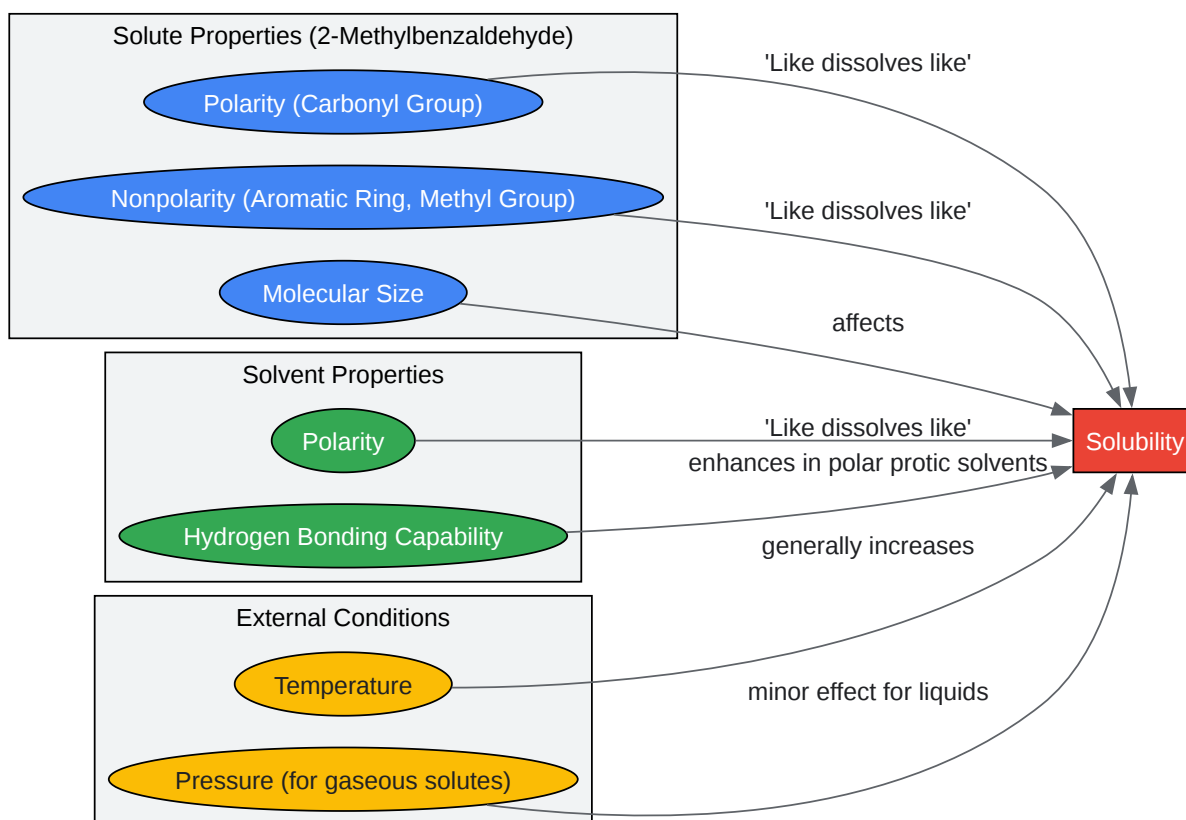 Solute Properties (2-Methylbenzaldehyde)
Polarity (Carbonyl Group)
'Like dissolves like'
Nonpolarity (Aromatic Ring, Methyl Group)
'Like dissolves like'
Molecular Size
affects
Solvent Properties
Polarity
'Like dissolves like'
Solubility
enhances in polar protic solvents
Hydrogen Bonding Capability
generally increases
External Conditions
Temperature
minor effect for liquids
Pressure (for gaseous solutes)